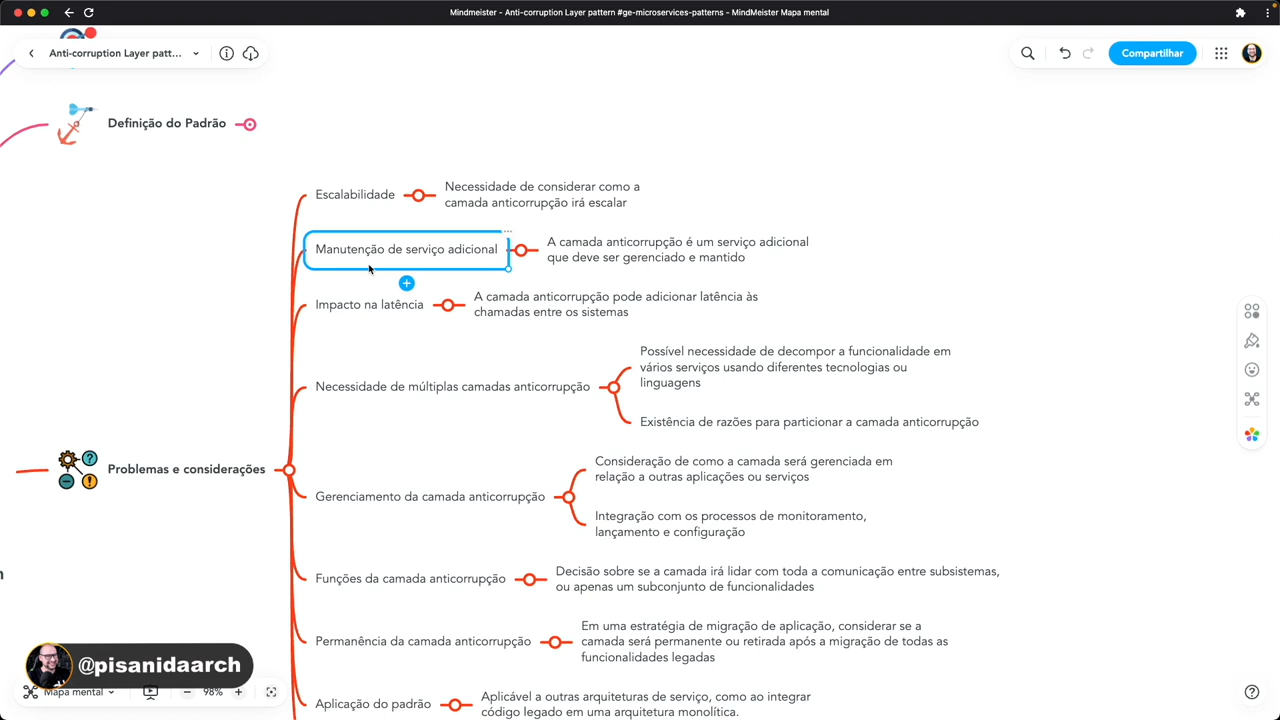 Mindmeister - Anti-corruption Layer pattern #ge-microservices-patterns - MindMeister Mapa mental
Anti-corruption Layer patt...
Compartilhar
Definição do Padrão
Escalabilidade
Necessidade de considerar como a
camada anticorrupção irá escalar
Manutenção de serviço adicional
A camada anticorrupção é um serviço adicional
que deve ser gerenciado e mantido
Impacto na latência
A camada anticorrupção pode adicionar latência às
chamadas entre os sistemas
Necessidade de múltiplas camadas anticorrupção
Possível necessidade de decompor a funcionalidade em
vários serviços usando diferentes tecnologias ou
linguagens
Existência de razões para particionar a camada anticorrupção
Problemas e considerações
Gerenciamento da camada anticorrupção
Consideração de como a camada será gerenciada em
relação a outras aplicações ou serviços
Integração com os processos de monitoramento,
lançamento e configuração
Funções da camada anticorrupção
Decisão sobre se a camada irá lidar com toda a comunicação entre subsistemas,
ou apenas um subconjunto de funcionalidades
Permanência da camada anticorrupção
Em uma estratégia de migração de aplicação, considerar se a
camada será permanente ou retirada após a migração de todas as
funcionalidades legadas
Aplicação do padrão
Aplicável a outras arquiteturas de serviço, como ao integrar
código legado em uma arquitetura monolítica.
@pisanidaarch
Mapa mental
98%